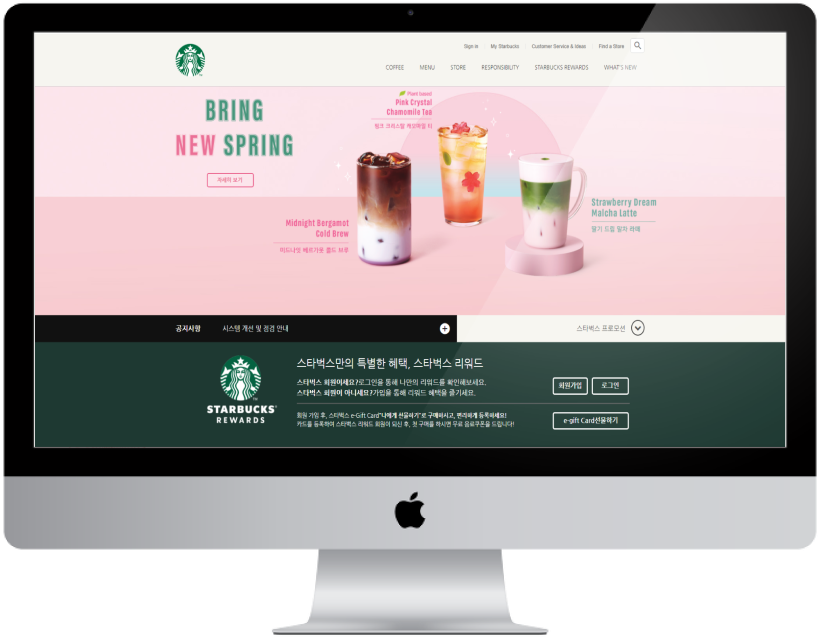 Sign in My Starbucks Customer Service & Ideas Find a Store
COFFEE MENU STORE RESPONSIBILITY STARBUCKS REWARDS WHAT'S NEW
BRING
NEW SPRING
자세히 보기
Plant based
Pink Crystal
Chamomile Tea
핑크 크리스탈 캐모마일 티
Midnight Bergamot
Cold Brew
미드나잇 베르가못 콜드 브루
Strawberry Dream
Malcha Latte
딸기 드림 말차 라떼
공지사항 시스템 개선 및 점검 안내
스타벅스 프로모션
STARBUCKS
REWARDS
스타벅스만의 특별한 혜택, 스타벅스 리워드
스타벅스 회원이세요?로그인을 통해 나만의 리워드를 확인해보세요.
스타벅스 회원이 아니세요?가입을 통해 리워드 혜택을 즐기세요.
회원가입 로그인
회원 가입 후, 스타벅스 e-Gift Card"나에게 선물하기"로 구매하시고, 편리하게 등록하세요!
카드를 등록하여 스타벅스 리워드 회원이 되신 후, 첫 구매를 하시면 무료 음료쿠폰을 드립니다!
e-gift Card선물하기